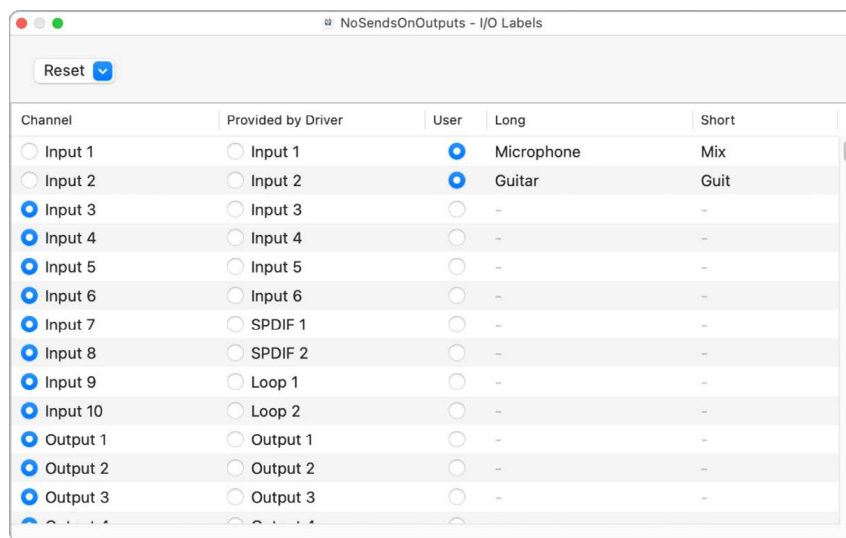 NoSendsOnOutputs - I/O Labels
Reset
Channel Provided by Driver User Long Short
Input 1 Input 1 Microphone Mix
Input 2 Input 2 Guitar Guit
Input 3 Input 3 - -
Input 4 Input 4 - -
Input 5 Input 5 - -
Input 6 Input 6 - -
Input 7 SPDIF 1 - -
Input 8 SPDIF 2 - -
Input 9 Loop 1 - -
Input 10 Loop 2 - -
Output 1 Output 1 - -
Output 2 Output 2 - -
Output 3 Output 3 - -